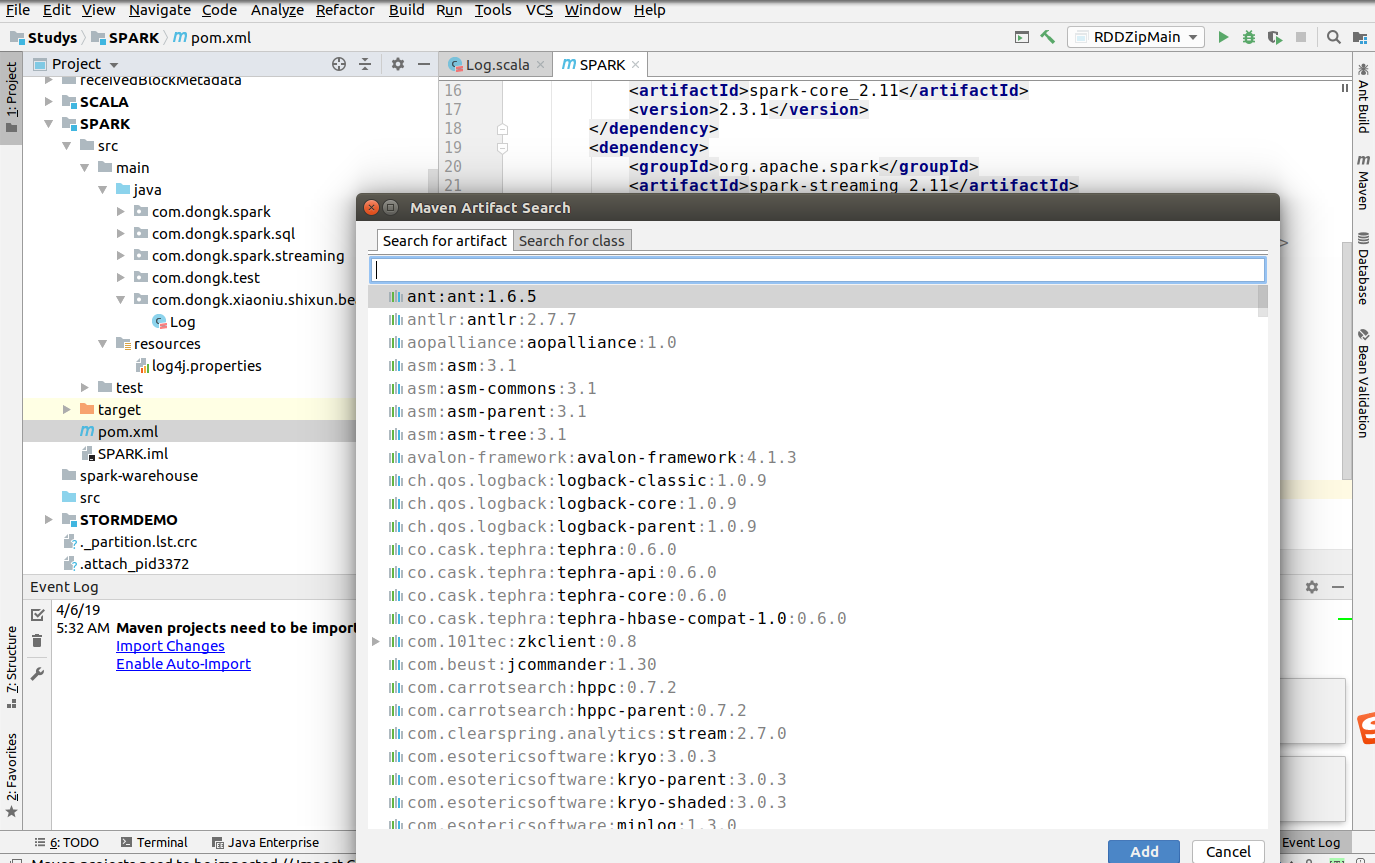 File Edit View Navigate Code Analyze Refactor Build Run Tools VCS Window Help
Studys SPARK pom.xml
RDDZipMain
1: Project
7: Structure
2: Favorites
Project
receivedBlockMetadata
SCALA
SPARK
src
main
java
com.dongk.spark
com.dongk.spark.sql
com.dongk.spark.streaming
com.dongk.test
com.dongk.xiaoniu.shixun.be
Log
resources
log4j.properties
test
target
pom.xml
SPARK.iml
spark-warehouse
src
STORMDEMO
._partition.lst.crc
.attach_pid3372
Log.scala SPARK
16 <artifactId>spark-core_2.11</artifactId>
17 <version>2.3.1</version>
18 </dependency>
19 <dependency>
20 <groupId>org.apache.spark</groupId>
21 <artifactId>spark-streaming_2.11</artifactId>
>
Maven Artifact Search
Search for artifact Search for class
ant:ant:1.6.5
antlr:antlr:2.7.7
aopalliance:aopalliance:1.0
asm:asm:3.1
asm:asm-commons:3.1
asm:asm-parent:3.1
asm:asm-tree:3.1
avalon-framework:avalon-framework:4.1.3
ch.qos.logback:logback-classic:1.0.9
ch.qos.logback:logback-core:1.0.9
ch.qos.logback:logback-parent:1.0.9
co.cask.tephra:tephra:0.6.0
co.cask.tephra:tephra-api:0.6.0
co.cask.tephra:tephra-core:0.6.0
co.cask.tephra:tephra-hbase-compat-1.0:0.6.0
com.101tec:zkclient:0.8
com.beust:jcommander:1.30
com.carrotsearch:hppc:0.7.2
com.carrotsearch:hppc-parent:0.7.2
com.clearspring.analytics:stream:2.7.0
com.esotericsoftware:kryo:3.0.3
com.esotericsoftware:kryo-parent:3.0.3
com.esotericsoftware:kryo-shaded:3.0.3
com.esotericsoftware:minlog:1.3.0
Add Cancel
Ant Build
Maven
Database
Bean Validation
Event Log
4/6/19
5:32 AM Maven projects need to be impor
Import Changes
Enable Auto-Import
6: TODO Terminal Java Enterprise Event Log
Maven projects need to be imported // Import C